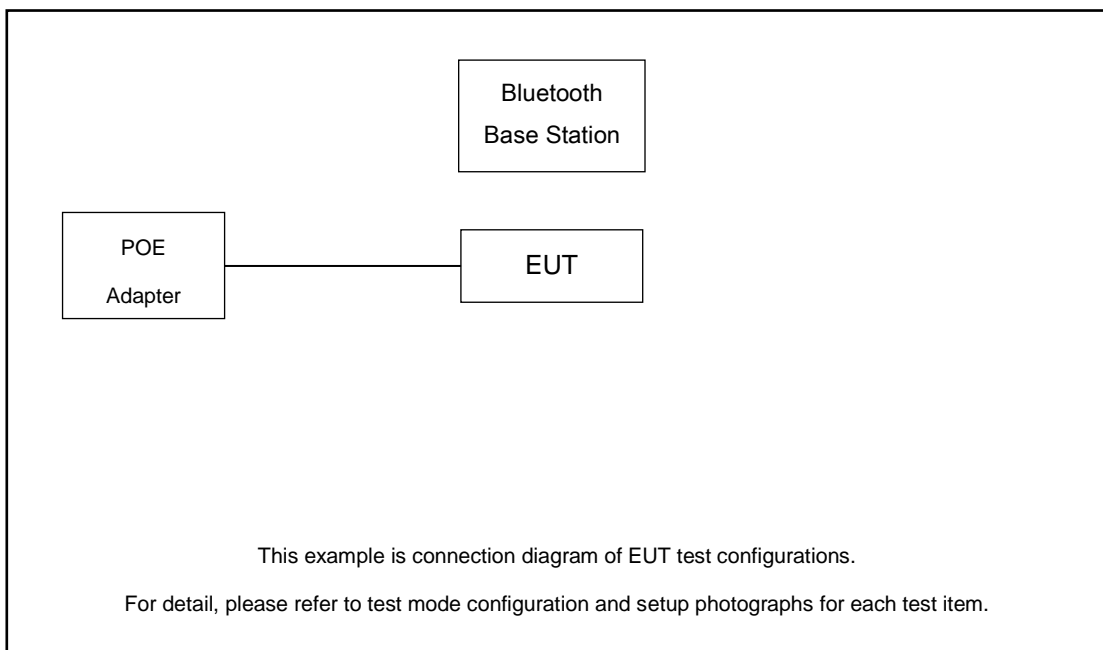 Bluetooth
Base Station
POE
Adapter
EUT
This example is connection diagram of EUT test configurations.
For detail, please refer to test mode configuration and setup photographs for each test item.